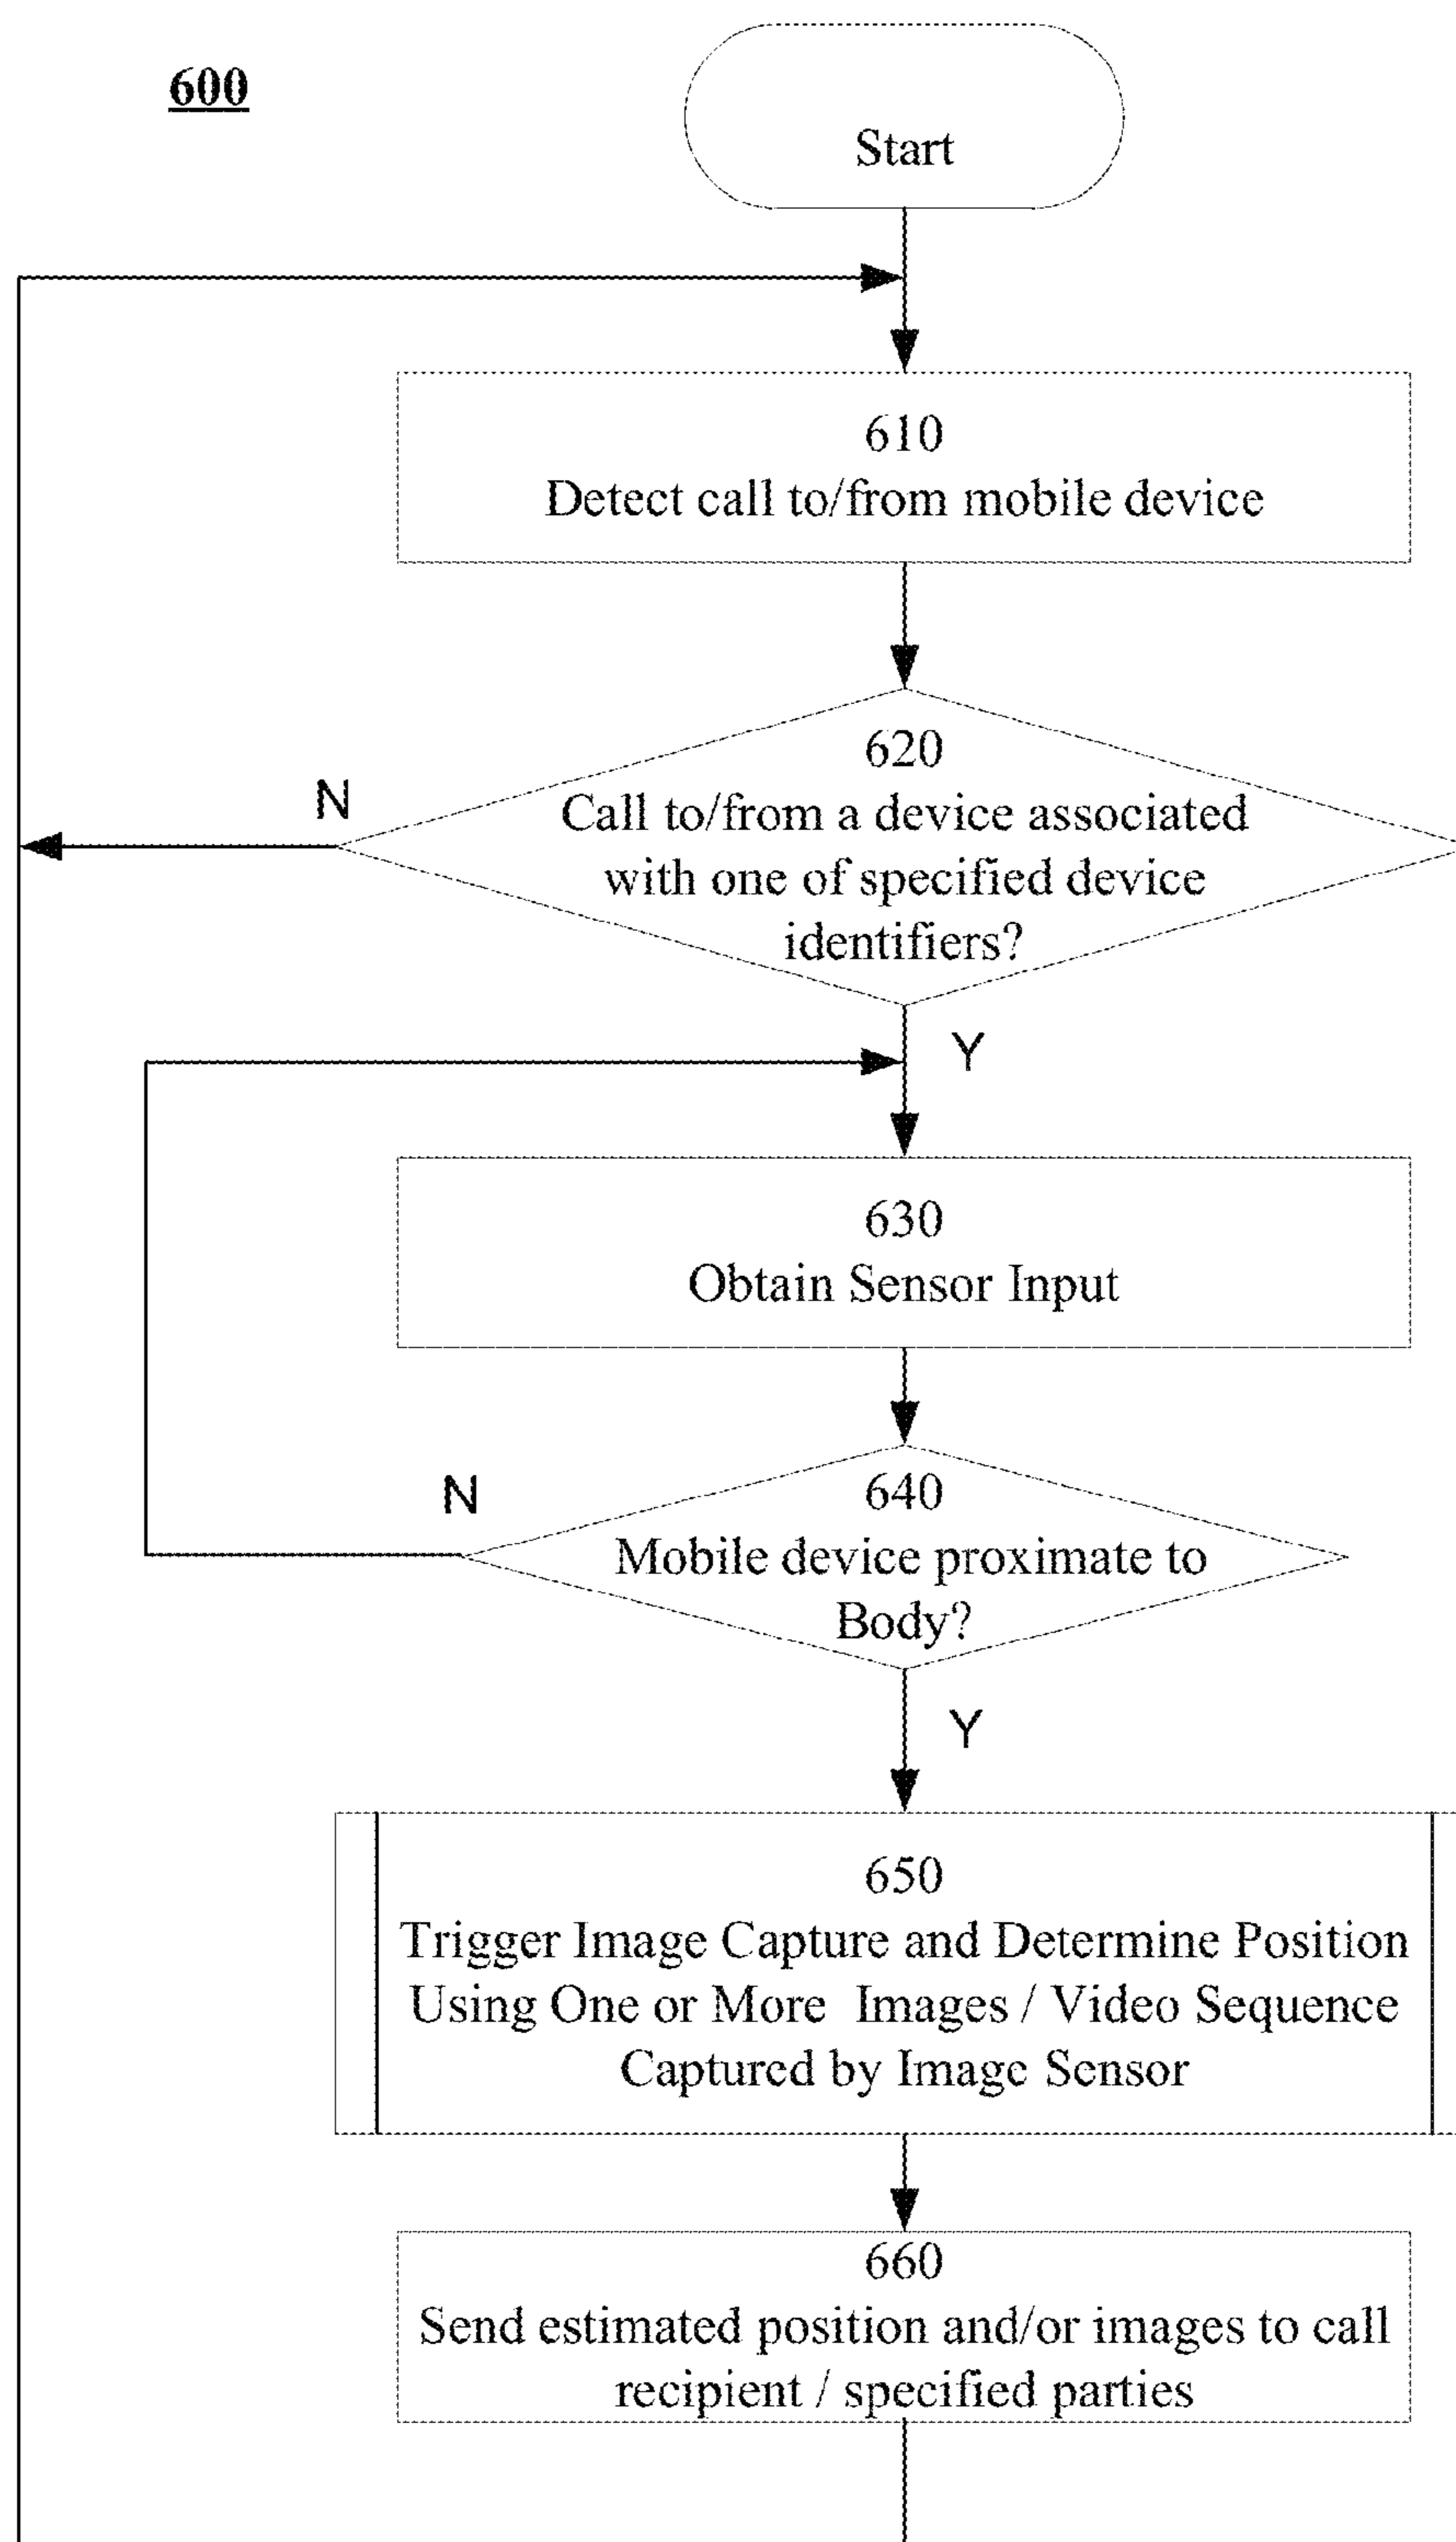 600
Start
610
Detect call to/from mobile device
620
Call to/from a device associated
with one of specified device
identifiers?
N
Y
630
Obtain Sensor Input
640
Mobile device proximate to
Body?
N
Y
650
Trigger Image Capture and Determine Position
Using One or More Images / Video Sequence
Captured by Image Sensor
660
Send estimated position and/or images to call
recipient / specified parties